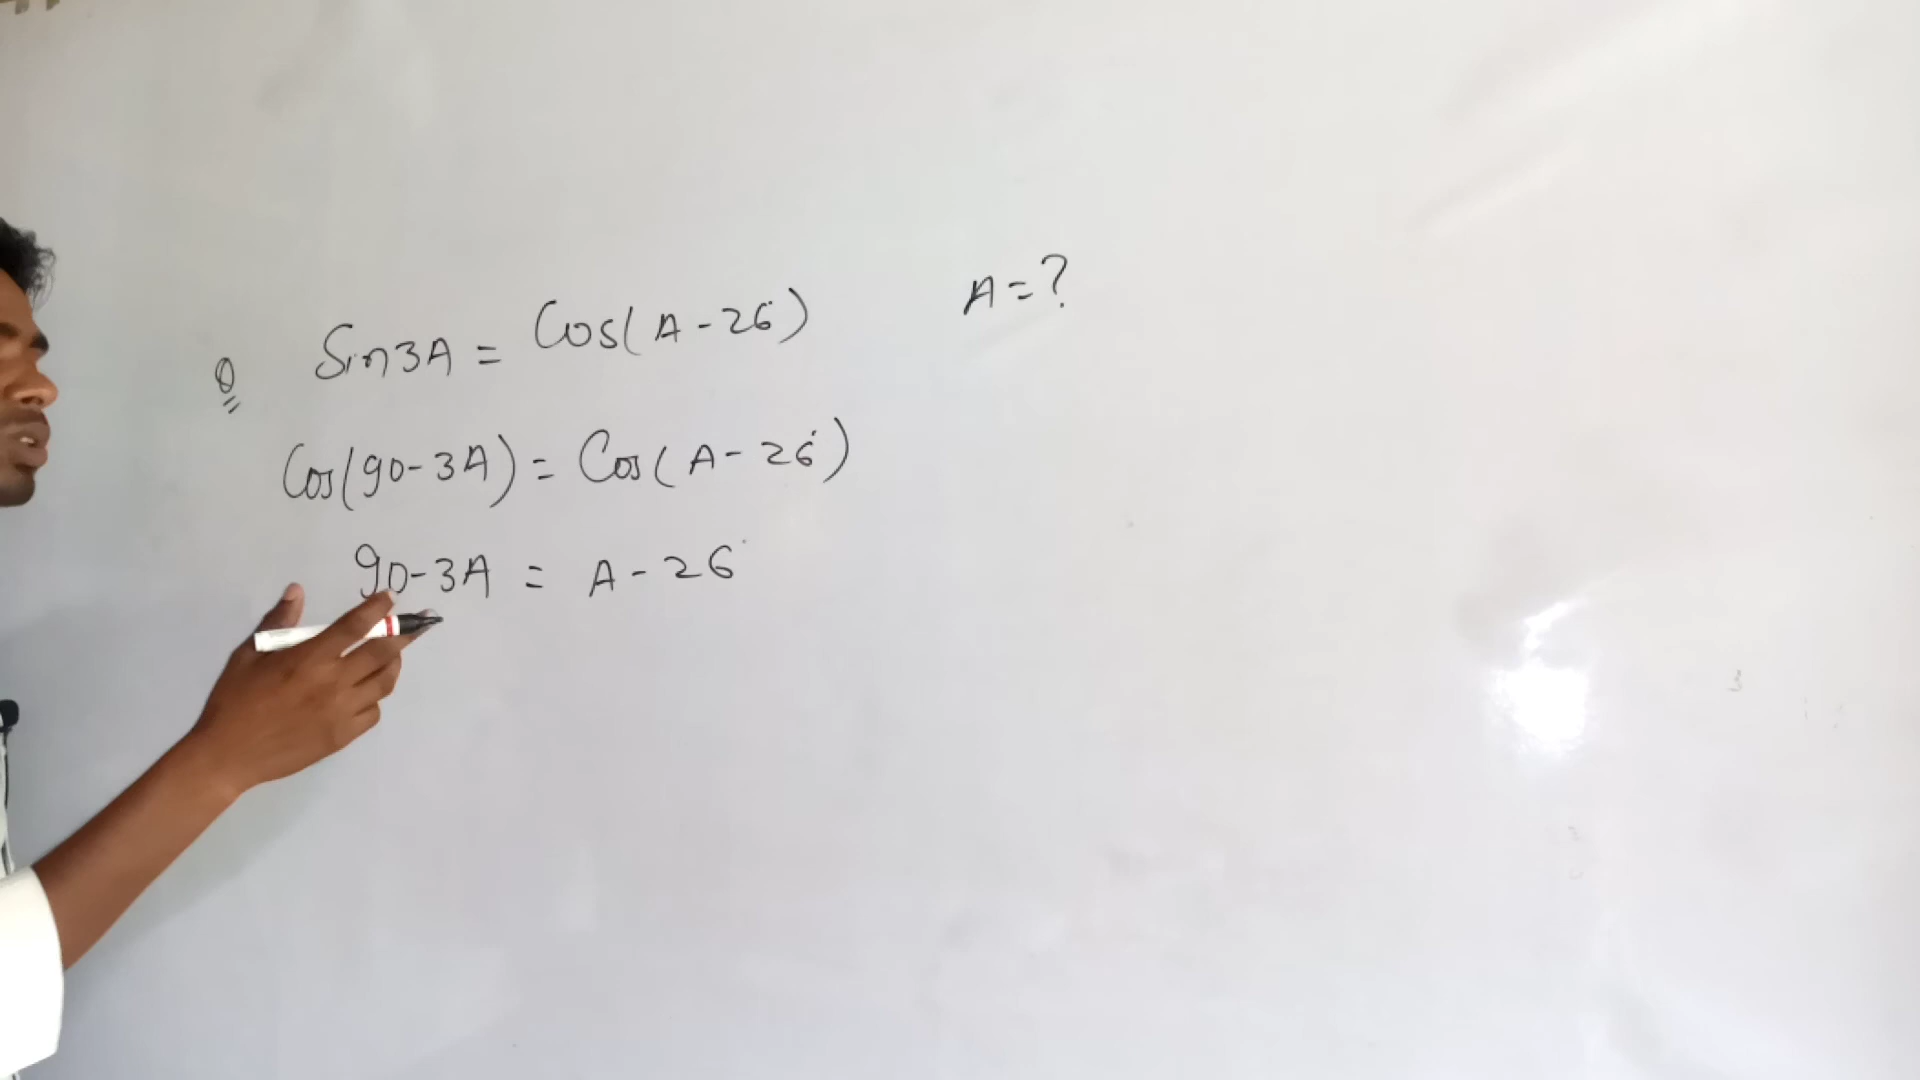 Q Sin3A = Cos(A-26°) A=?
Cos(90-3A) = Cos(A-26°)
90-3A = A-26°